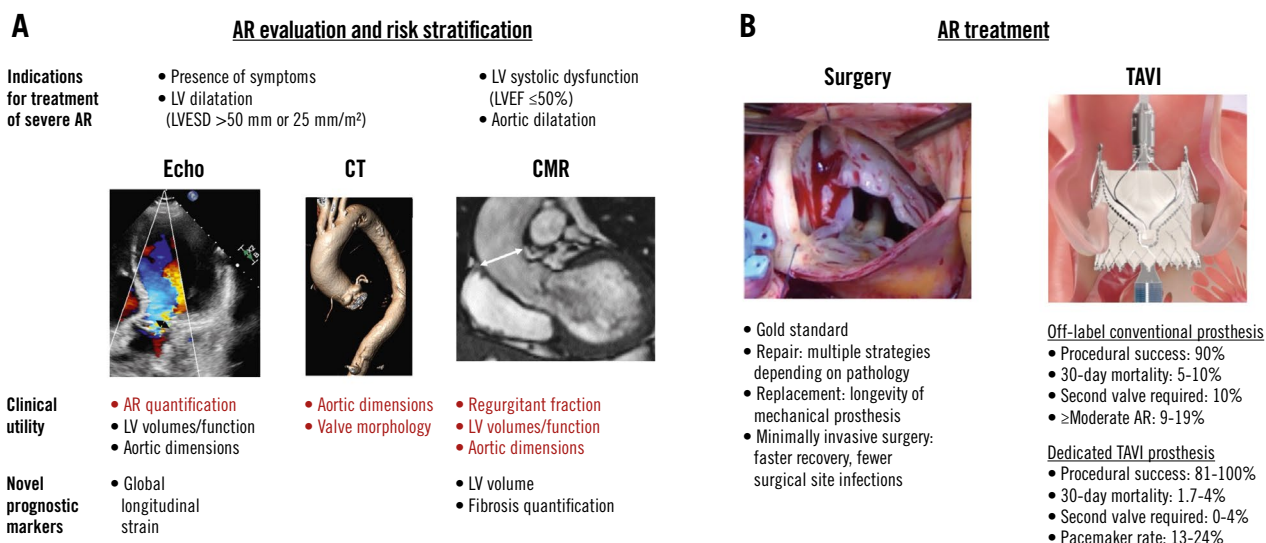 A
AR evaluation and risk stratification
Indications
for treatment
of severe AR
• Presence of symptoms
• LV dilatation
(LVESD >50 mm or 25 mm/m²)
• LV systolic dysfunction
(LVEF ≤50%)
• Aortic dilatation
Echo
CT
CMR
Clinical
utility
• AR quantification
• LV volumes/function
• Aortic dimensions
• Aortic dimensions
• Valve morphology
• Regurgitant fraction
• LV volumes/function
• Aortic dimensions
Novel
prognostic
markers
• Global
longitudinal
strain
• LV volume
• Fibrosis quantification
B
AR treatment
Surgery
TAVI
• Gold standard
• Repair: multiple strategies
depending on pathology
• Replacement: longevity of
mechanical prosthesis
• Minimally invasive surgery:
faster recovery, fewer
surgical site infections
Off-label conventional prosthesis
• Procedural success: 90%
• 30-day mortality: 5-10%
• Second valve required: 10%
• ≥Moderate AR: 9-19%
Dedicated TAVI prosthesis
• Procedural success: 81-100%
• 30-day mortality: 1.7-4%
• Second valve required: 0-4%
• Pacemaker rate: 13-24%